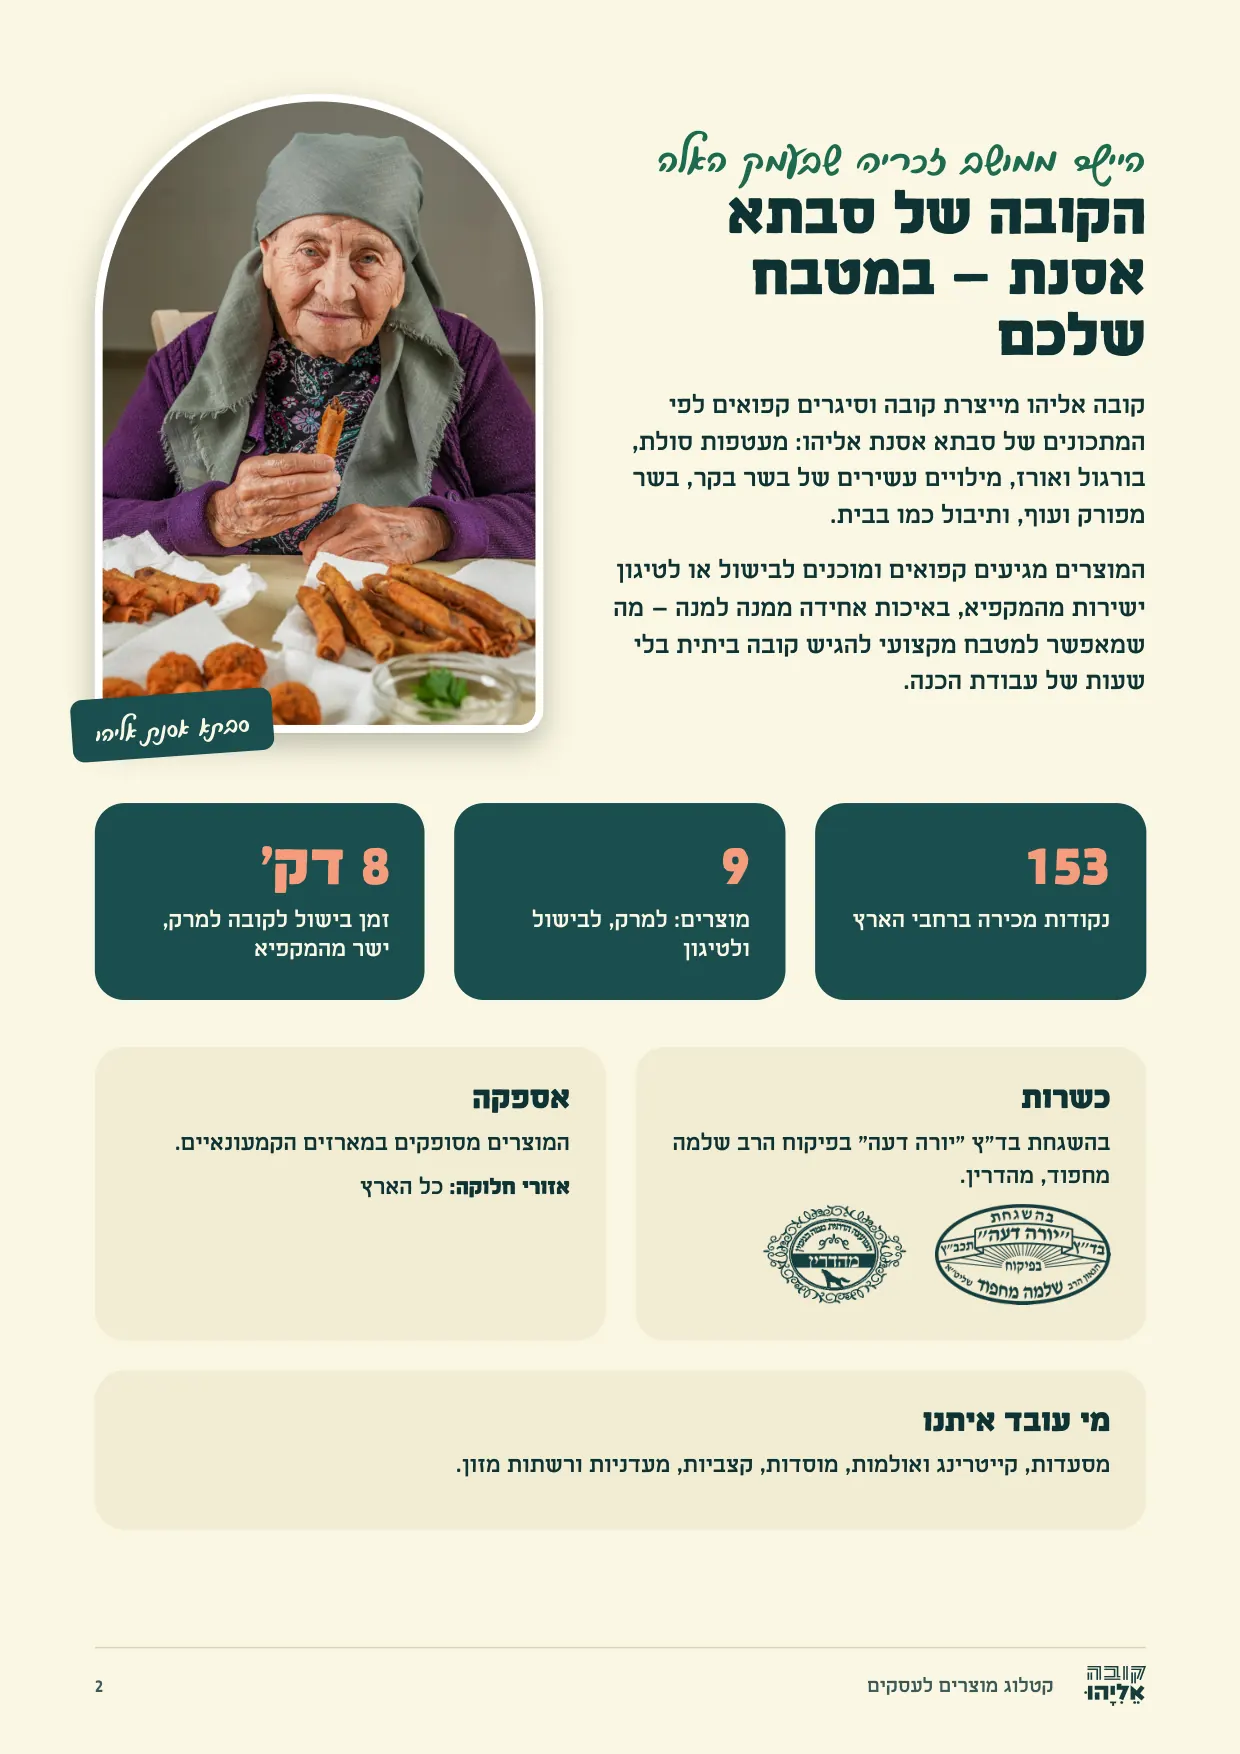 היישר ממושב זכריה שבעמק האלה
הקובה של סבתא
אסנת – במטבח
שלכם
קובה אליהו מייצרת קובה וסיגרים קפואים לפי
המתכונים של סבתא אסנת אליהו: מעטפות סולת,
בורגול ואורז, מילויים עשירים של בשר בקר, בשר
מפורק ועוף, ותיבול כמו בבית.
המוצרים מגיעים קפואים ומוכנים לבישול או לטיגון
ישירות מהמקפיא, באיכות אחידה ממנה למנה – מה
שמאפשר למטבח מקצועי להגיש קובה ביתית בלי
שעות של עבודת הכנה.
סבתא אסנת אליהו
153
נקודות מכירה ברחבי הארץ
9
מוצרים: למרק, לבישול
ולטיגון
8 דק׳
זמן בישול לקובה למרק,
ישר מהמקפיא
כשרות
בהשגחת בד״ץ ״יורה דעה״ בפיקוח הרב שלמה
מחפוד, מהדרין.
בהשגחת
״יורה דעה״
בד״ץ תכב״ץ
בפיקוח
הגאון הרב שלמה מחפוד שליט״א
מהדרין
אספקה
המוצרים מסופקים במארזים הקמעונאיים.
אזורי חלוקה: כל הארץ
מי עובד איתנו
מסעדות, קייטרינג ואולמות, מוסדות, קצביות, מעדניות ורשתות מזון.
קובה
אֵלִיָהוּ
קטלוג מוצרים לעסקים
2